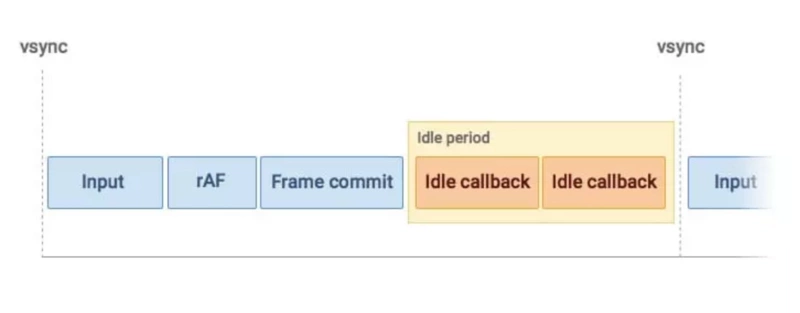 vsync
vsync
Idle period
Input
rAF
Frame commit
Idle callback
Idle callback
Input